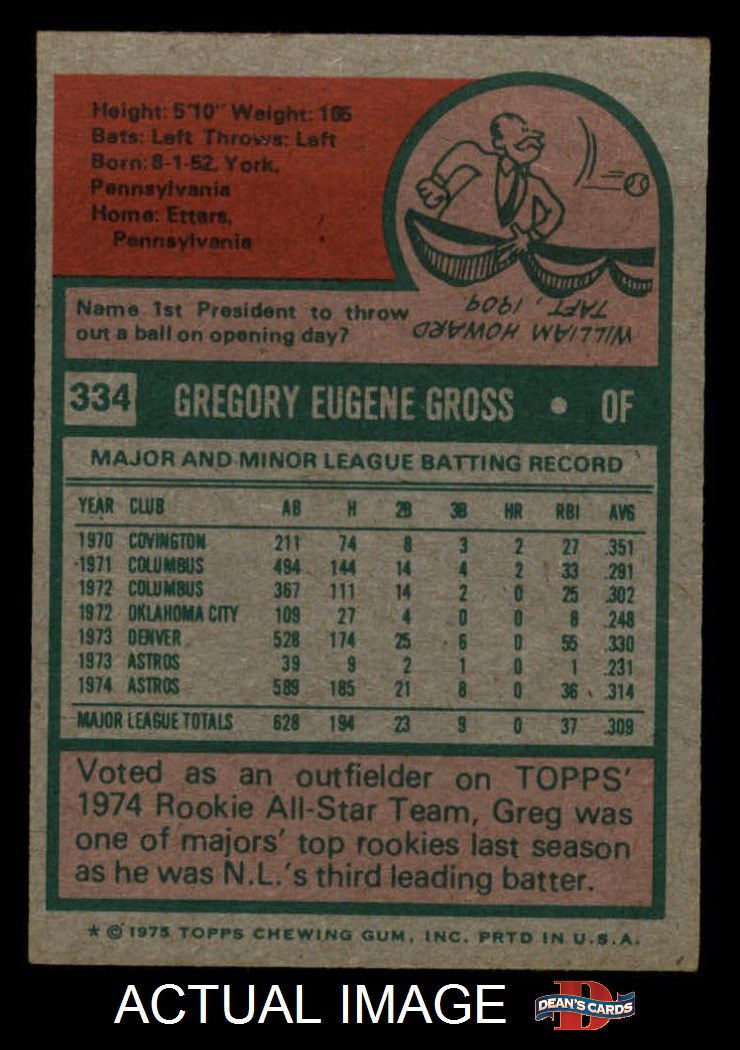 Height: 5'10" Weight: 165
Bats: Left Throws: Left
Born: 8-1-52, York,
Pennsylvania
Home: Etters,
Pennsylvania
Name 1st President to throw
out a ball on opening day?
WILLIAM HOWARD
TAFT, 1909.
334 GREGORY EUGENE GROSS • OF
MAJOR AND MINOR LEAGUE BATTING RECORD
YEAR CLUB AB H 2B 3B HR RBI AVG
1970 COVINGTON 211 74 8 3 2 27 .351
1971 COLUMBUS 494 144 14 4 2 33 .291
1972 COLUMBUS 367 111 14 2 0 25 .302
1972 OKLAHOMA CITY 109 27 4 0 0 8 .248
1973 DENVER 528 174 25 6 0 55 .330
1973 ASTROS 39 9 2 1 0 1 .231
1974 ASTROS 589 185 21 8 0 36 .314
MAJOR LEAGUE TOTALS 628 194 23 9 0 37 .309
Voted as an outfielder on TOPPS'
1974 Rookie All-Star Team, Greg was
one of majors' top rookies last season
as he was N.L.'s third leading batter.
* © 1975 TOPPS CHEWING GUM, INC. PRTD IN U.S.A.
ACTUAL IMAGE
D
DEAN'S CARDS